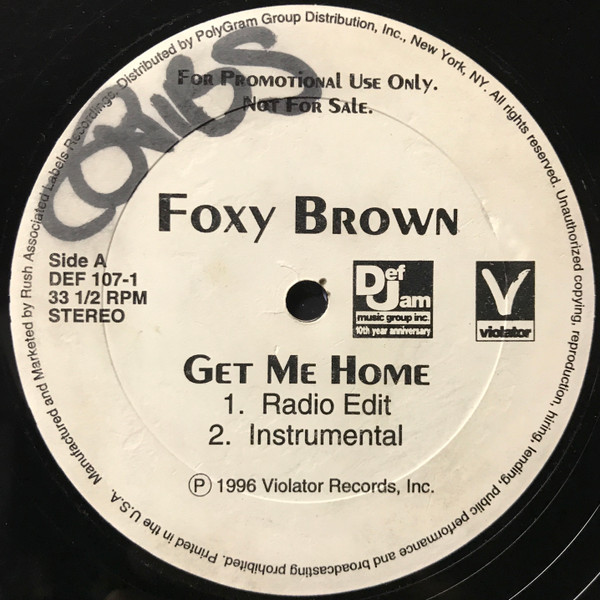 For Promotional Use Only.
Not For Sale.
Foxy Brown
Side A
DEF 107-1
33 1/2 RPM
STEREO
Def
Jam
music group inc.
10th year anniversary
V
violator
Get Me Home
1. Radio Edit
2. Instrumental
Ⓟ 1996 Violator Records, Inc.
Manufactured and Marketed by Rush Associated Labels Recordings. Distributed by PolyGram Group Distribution, Inc., New York, NY. All rights reserved. Unauthorized copying, reproduction, hiring, lending, public performance and broadcasting prohibited. Printed in the U.S.A.